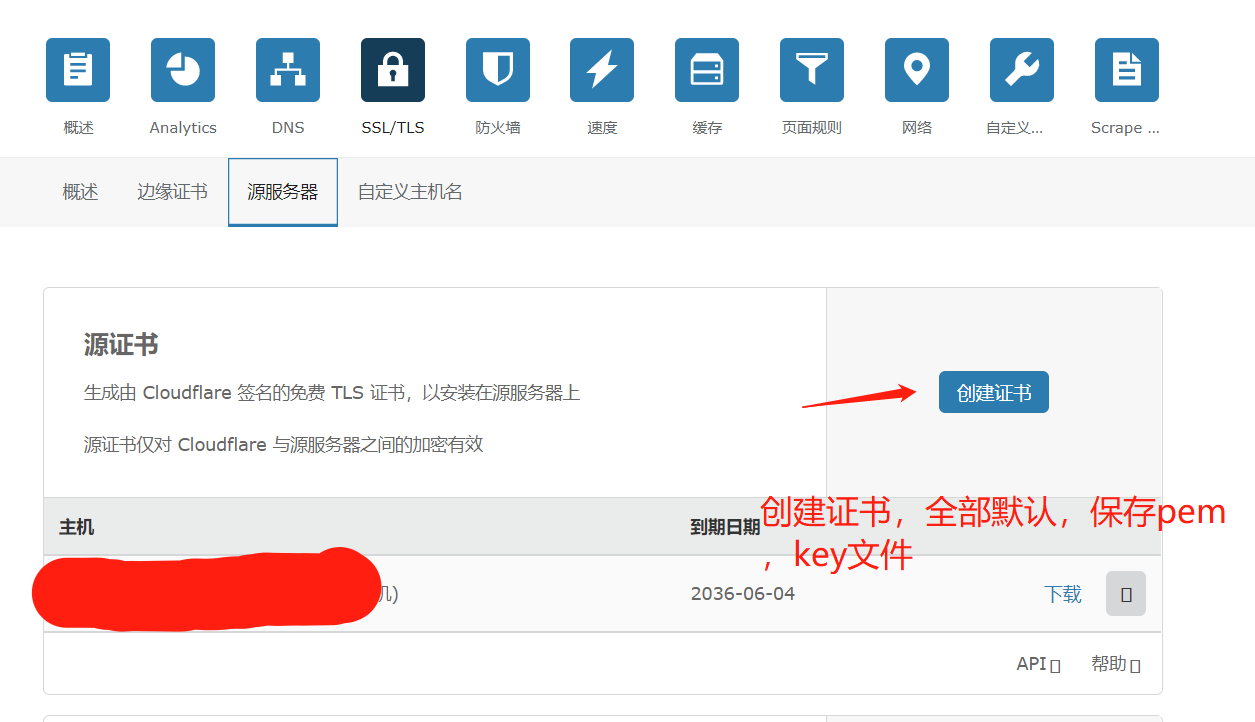 概述
Analytics
DNS
SSL/TLS
防火墙
速度
缓存
页面规则
网络
自定义...
Scrape ...
概述
边缘证书
源服务器
自定义主机名
源证书
生成由 Cloudflare 签名的免费 TLS 证书，以安装在源服务器上
源证书仅对 Cloudflare 与源服务器之间的加密有效
创建证书
主机
到期日期
创建证书，全部默认，保存pem
，key文件
机)
2036-06-04
下载
API
帮助